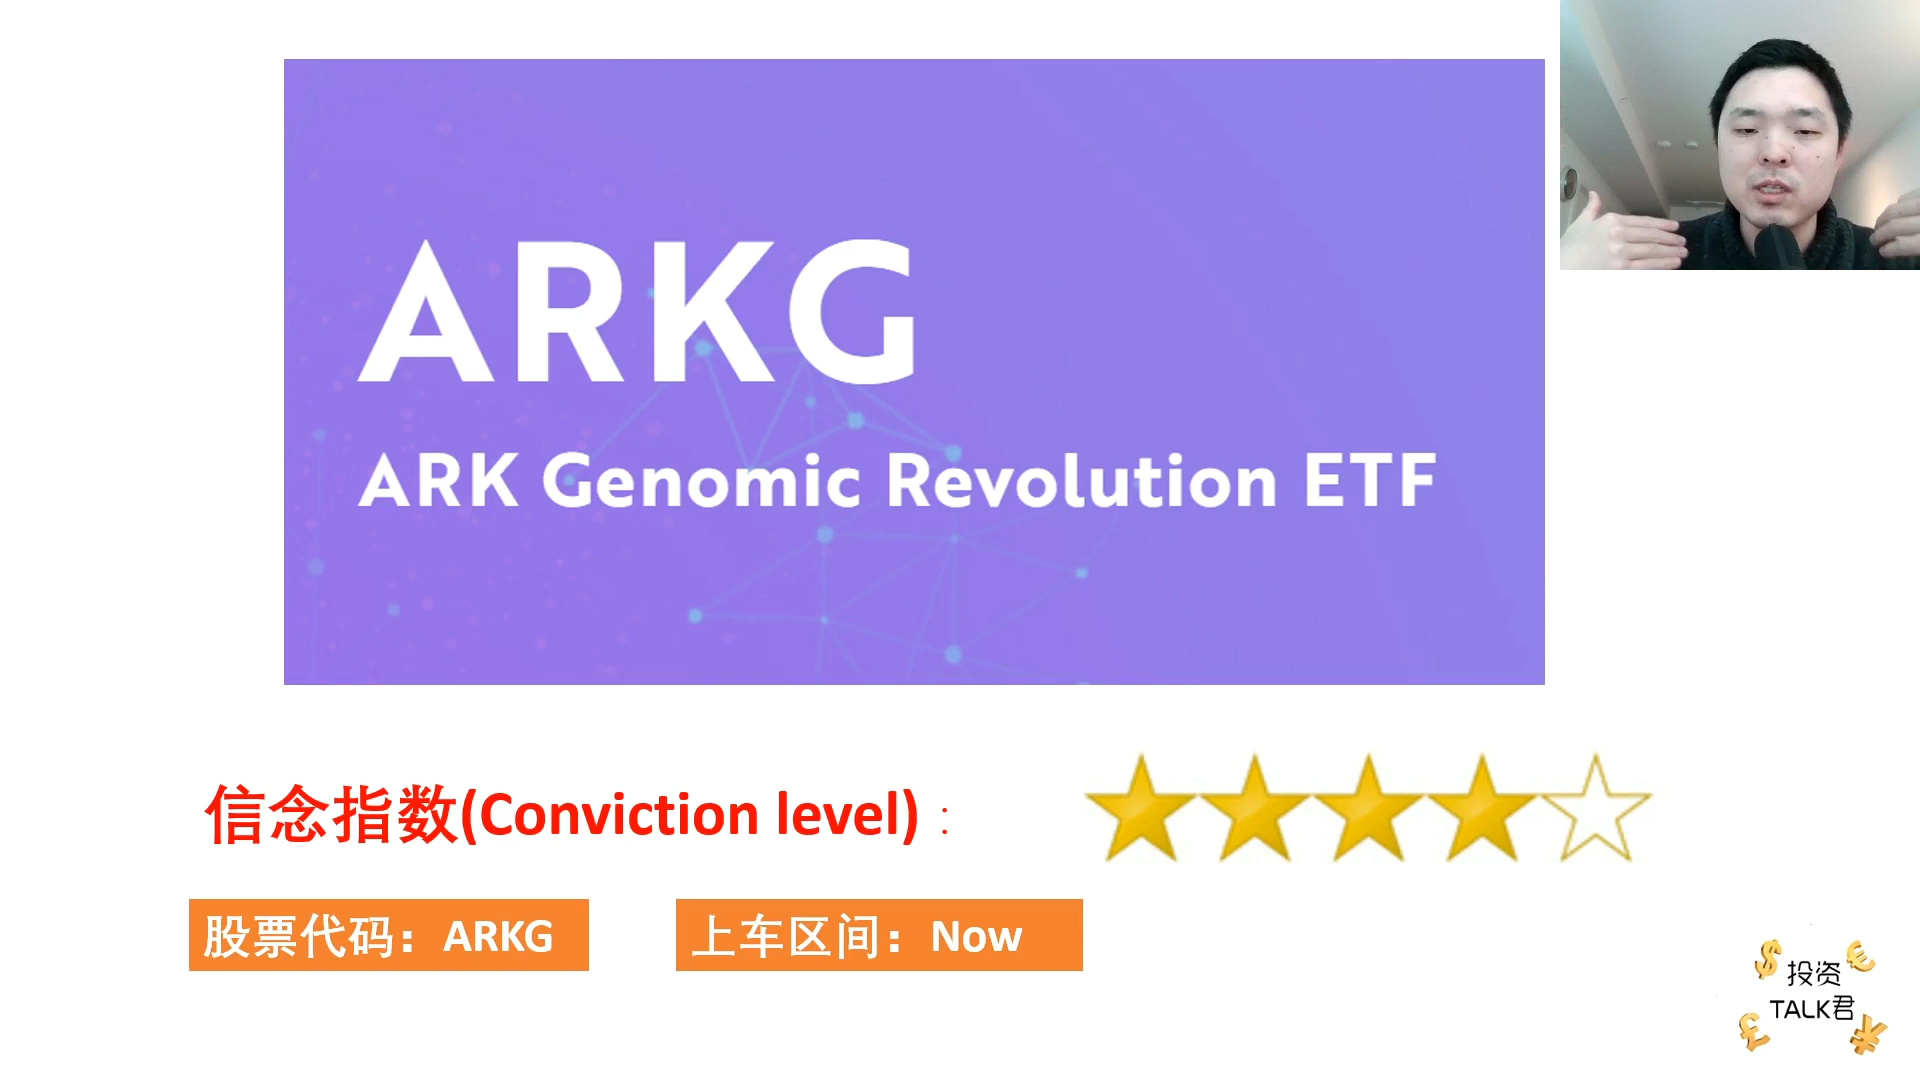 ARKG
ARK Genomic Revolution ETF
信念指数(Conviction level)：
股票代码：ARKG
上车区间：Now
投资
TALK君